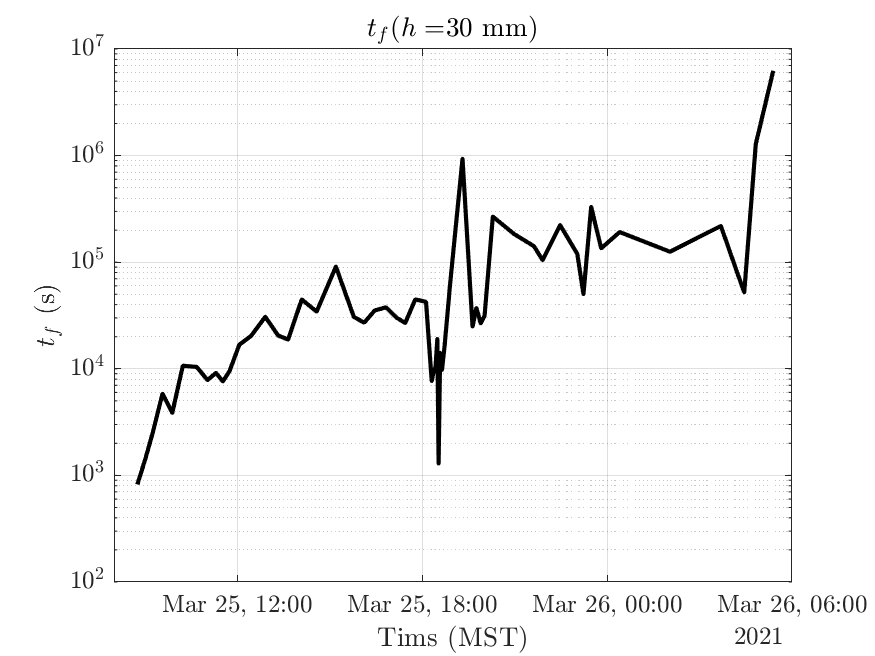 t_f(h =30 mm)
10^7
10^6
10^5
10^4
10^3
10^2
t_f (s)
Mar 25, 12:00 Mar 25, 18:00 Mar 26, 00:00 Mar 26, 06:00
Tims (MST) 2021